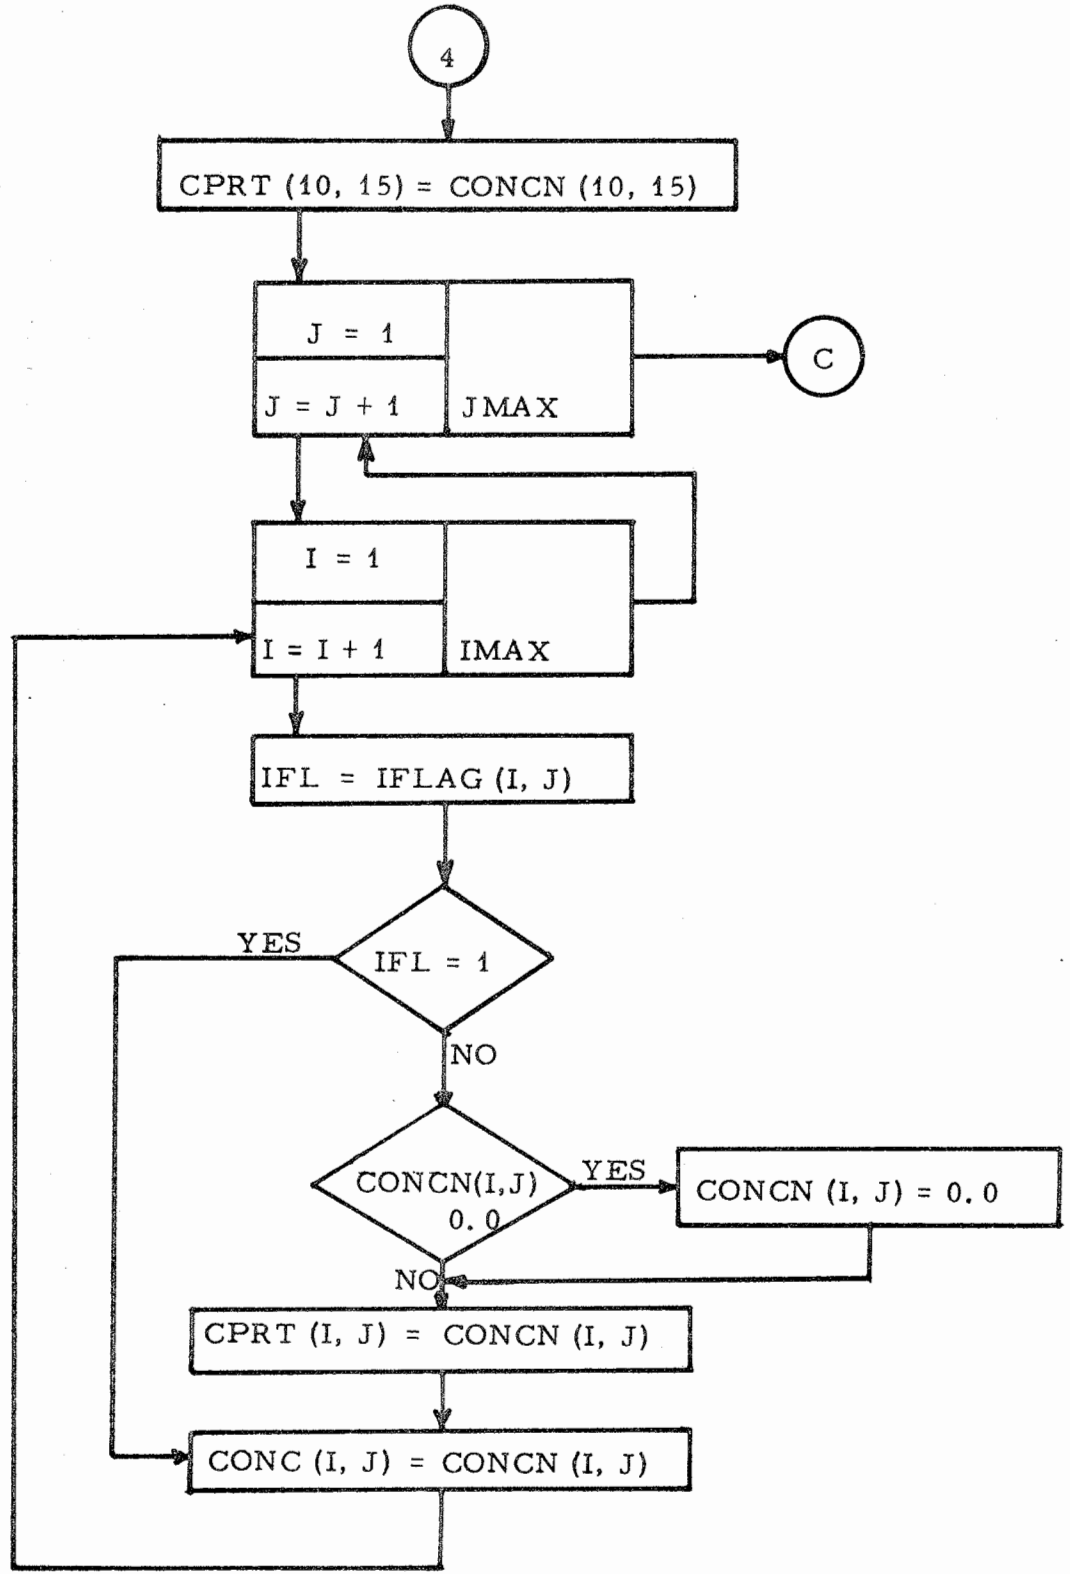 4
CPRT (10, 15) = CONCN (10, 15)
J = 1
J = J + 1
JMAX
C
I = 1
I = I + 1
IMAX
IFL = IFLAG (I, J)
IFL = 1
YES
NO
CONCN(I,J)
0.0
YES
CONCN (I, J) = 0.0
NO
CPRT (I, J) = CONCN (I, J)
CONC (I, J) = CONCN (I, J)